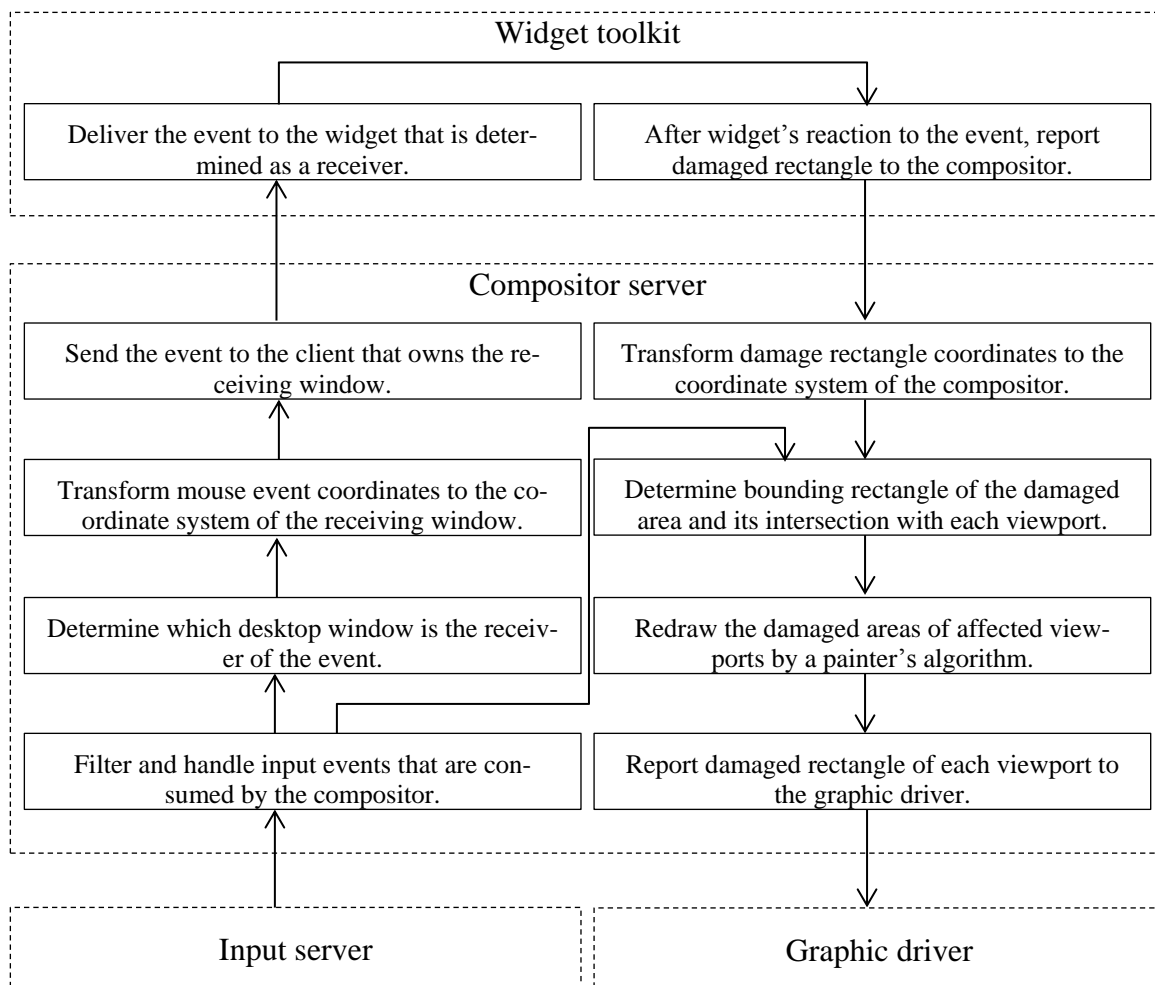 Widget toolkit
Deliver the event to the widget that is deter-
mined as a receiver.
After widget’s reaction to the event, report
damaged rectangle to the compositor.
Compositor server
Send the event to the client that owns the re-
ceiving window.
Transform damage rectangle coordinates to the
coordinate system of the compositor.
Transform mouse event coordinates to the co-
ordinate system of the receiving window.
Determine bounding rectangle of the damaged
area and its intersection with each viewport.
Determine which desktop window is the receiv-
er of the event.
Redraw the damaged areas of affected view-
ports by a painter’s algorithm.
Filter and handle input events that are con-
sumed by the compositor.
Report damaged rectangle of each viewport to
the graphic driver.
Input server
Graphic driver